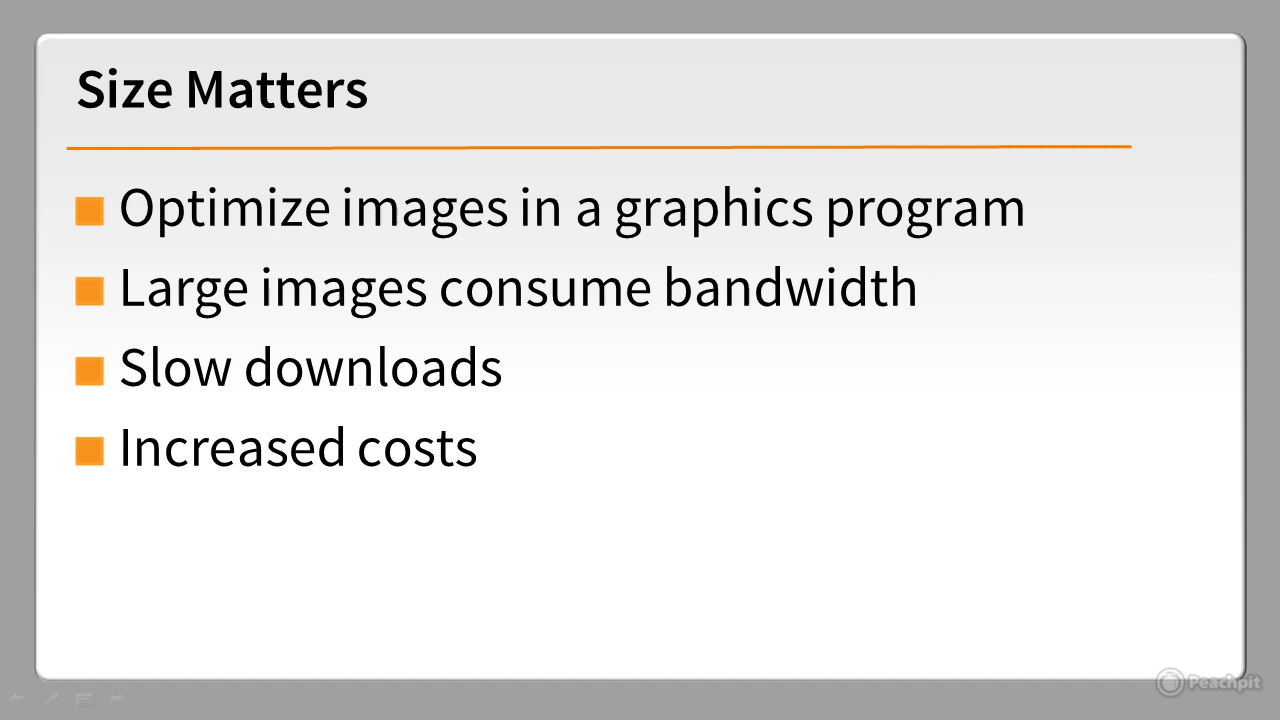 Size Matters
Optimize images in a graphics program
Large images consume bandwidth
Slow downloads
Increased costs
Peachpit